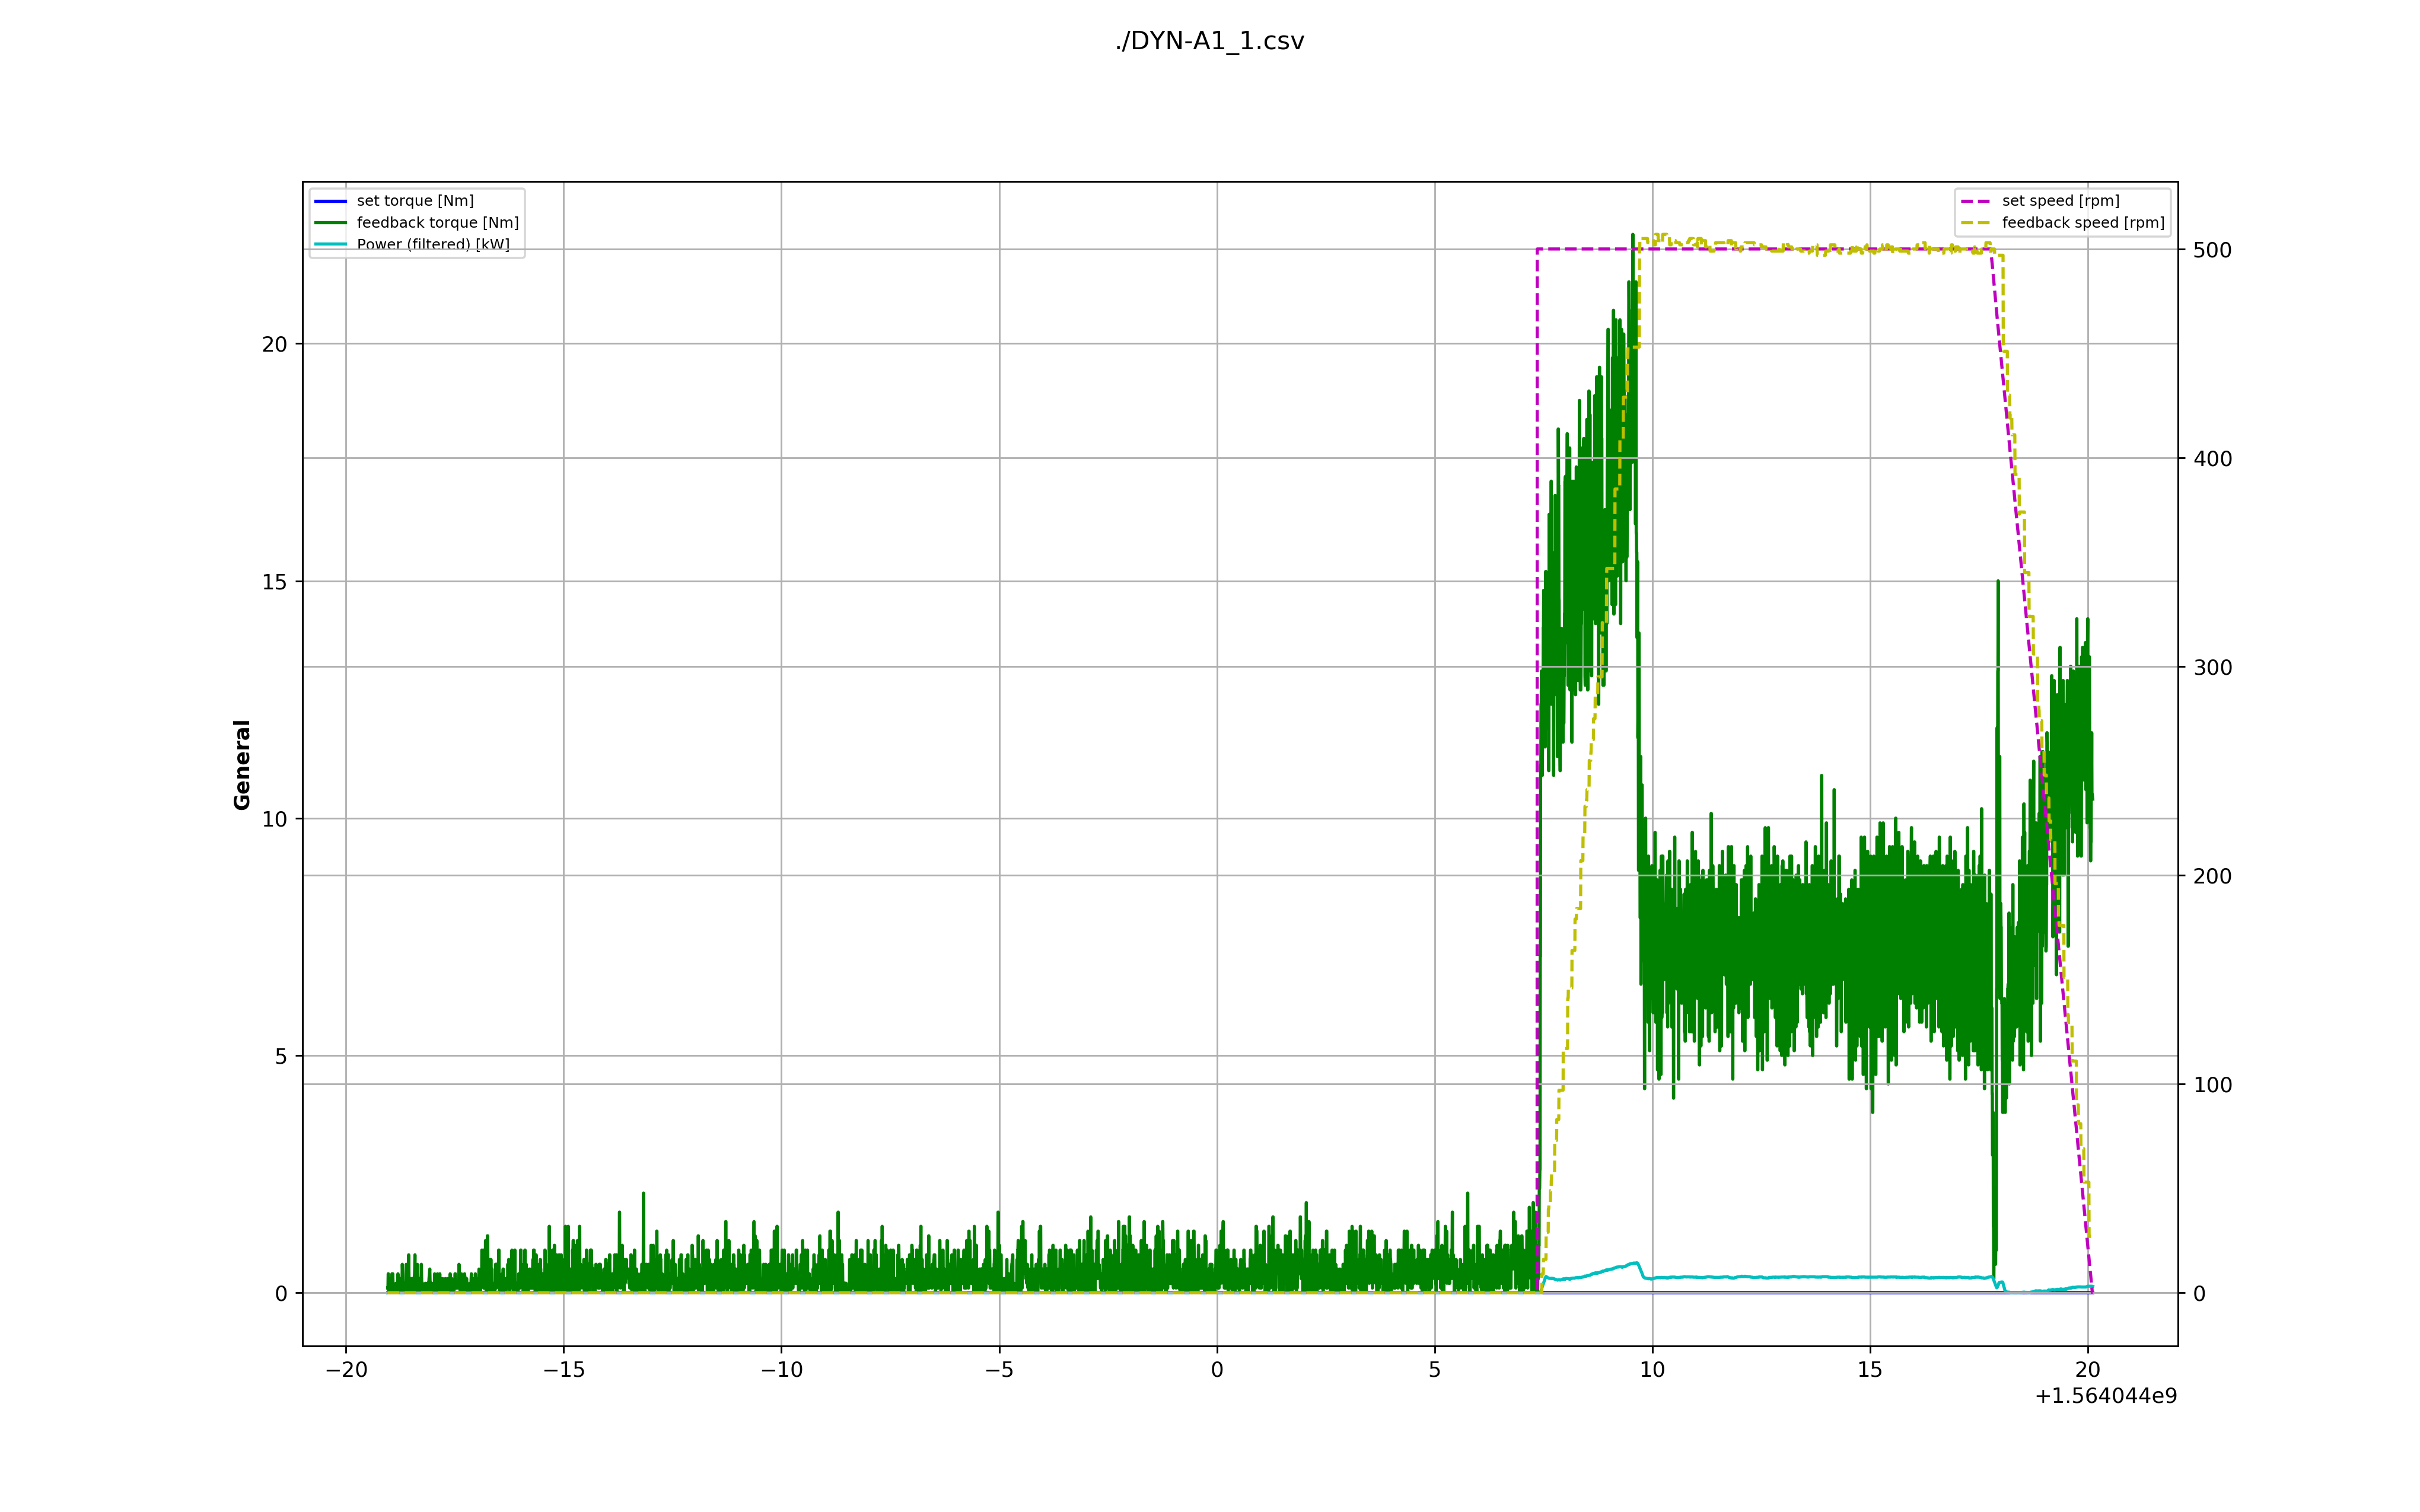 ./DYN-A1_1.csv
set torque [Nm]
feedback torque [Nm]
Power (filtered) [kW]
set speed [rpm]
feedback speed [rpm]
General
20
15
10
5
0
500
400
300
200
100
0
−20 −15 −10 −5 0 5 10 15 20
+1.564044e9